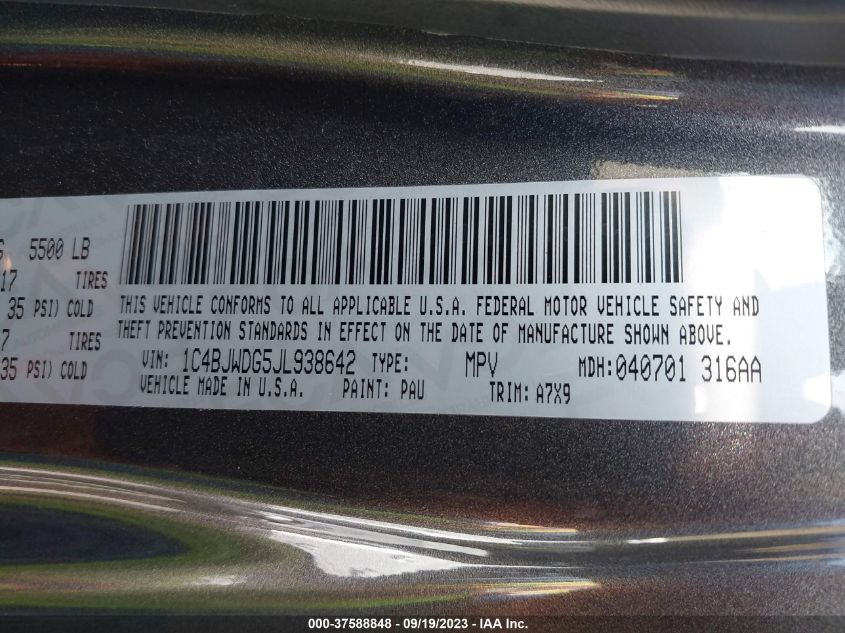 G 5500 LB
17 TIRES
35 PSI) COLD
7 TIRES
35 PSI) COLD
THIS VEHICLE CONFORMS TO ALL APPLICABLE U.S.A. FEDERAL MOTOR VEHICLE SAFETY AND
THEFT PREVENTION STANDARDS IN EFFECT ON THE DATE OF MANUFACTURE SHOWN ABOVE.
VIN: 1C4BJWDG5JL938642 TYPE: MPV MDH:040701 316AA
VEHICLE MADE IN U.S.A. PAINT: PAU TRIM: A7X9
000-37588848 - 09/19/2023 - IAA Inc.